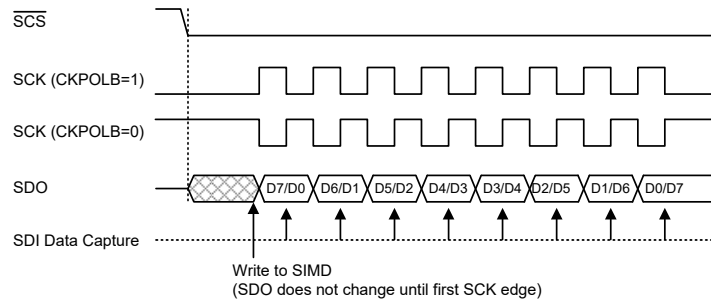 SCS
SCK (CKPOLB=1)
SCK (CKPOLB=0)
SDO
D7/D0 D6/D1 D5/D2 D4/D3 D3/D4 D2/D5 D1/D6 D0/D7
SDI Data Capture
Write to SIMD
(SDO does not change until first SCK edge)